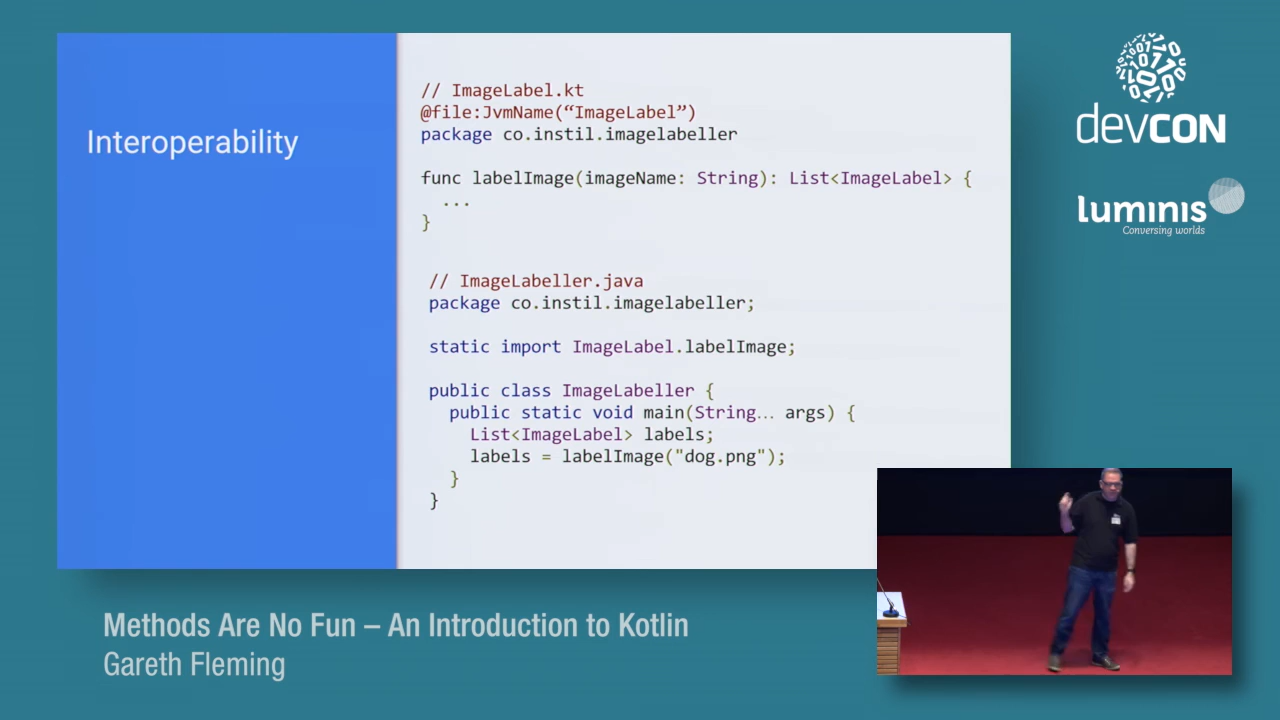 Interoperability
// ImageLabel.kt
@file:JvmName(“ImageLabel”)
package co.instil.imagelabeller
func labelImage(imageName: String): List<ImageLabel> {
...
}
// ImageLabeller.java
package co.instil.imagelabeller;
static import ImageLabel.labelImage;
public class ImageLabeller {
public static void main(String... args) {
List<ImageLabel> labels;
labels = labelImage("dog.png");
}
}
devCON
luminis
Conversing worlds
Methods Are No Fun – An Introduction to Kotlin
Gareth Fleming